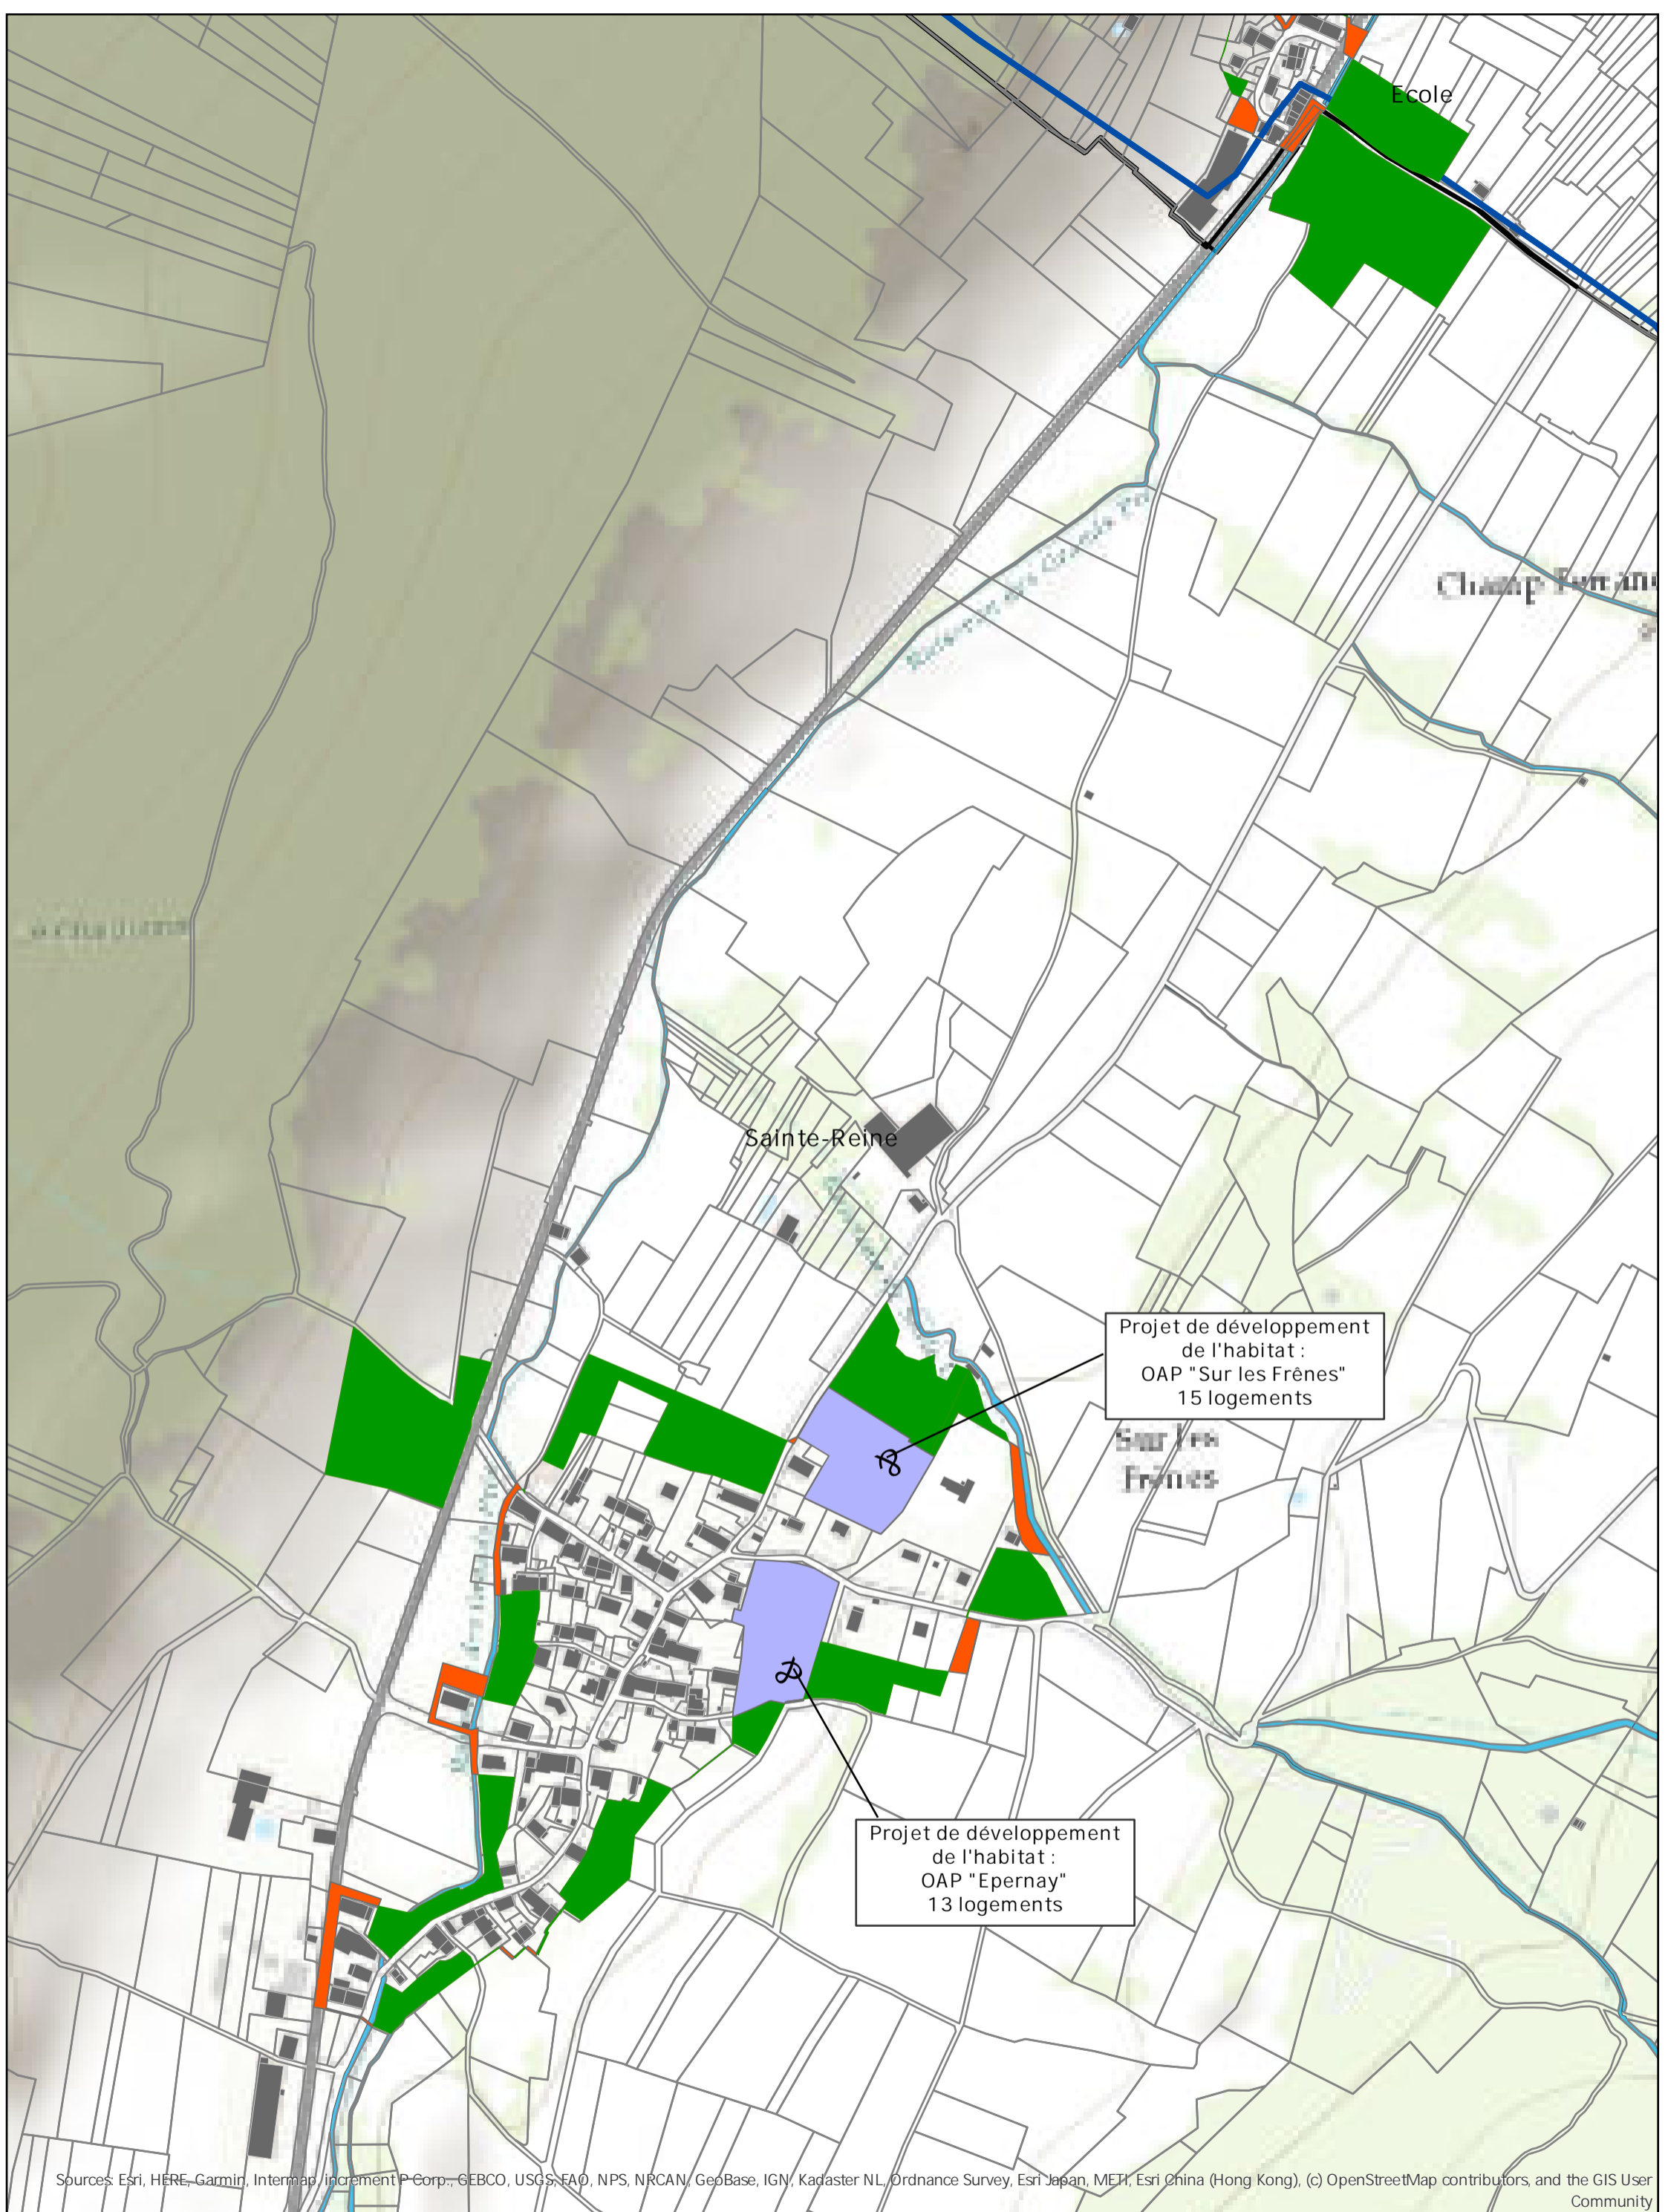 Ecole
Sainte-Reine
Projet de développement
de l'habitat :
OAP "Sur les Frênes"
15 logements
Sur les
Frênes
Projet de développement
de l'habitat :
OAP "Epernay"
13 logements
Sources: Esri, HERE, Garmin, Intermap, increment P Corp., GEBCO, USGS, FAO, NPS, NRCAN, GeoBase, IGN, Kadaster NL, Ordnance Survey, Esri Japan, METI, Esri China (Hong Kong), (c) OpenStreetMap contributors, and the GIS User
Community